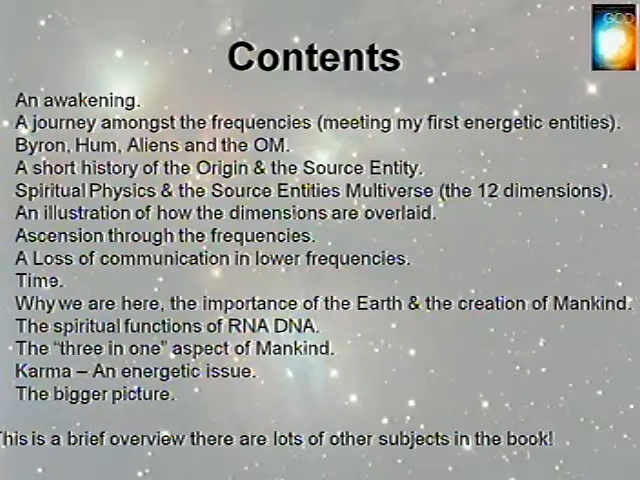 GOD
Contents
An awakening.
A journey amongst the frequencies (meeting my first energetic entities).
Byron, Hum, Aliens and the OM.
A short history of the Origin & the Source Entity.
Spiritual Physics & the Source Entities Multiverse (the 12 dimensions).
An illustration of how the dimensions are overlaid.
Ascension through the frequencies.
A Loss of communication in lower frequencies.
Time.
Why we are here, the importance of the Earth & the creation of Mankind.
The spiritual functions of RNA DNA.
The “three in one” aspect of Mankind.
Karma – An energetic issue.
The bigger picture.
This is a brief overview there are lots of other subjects in the book!